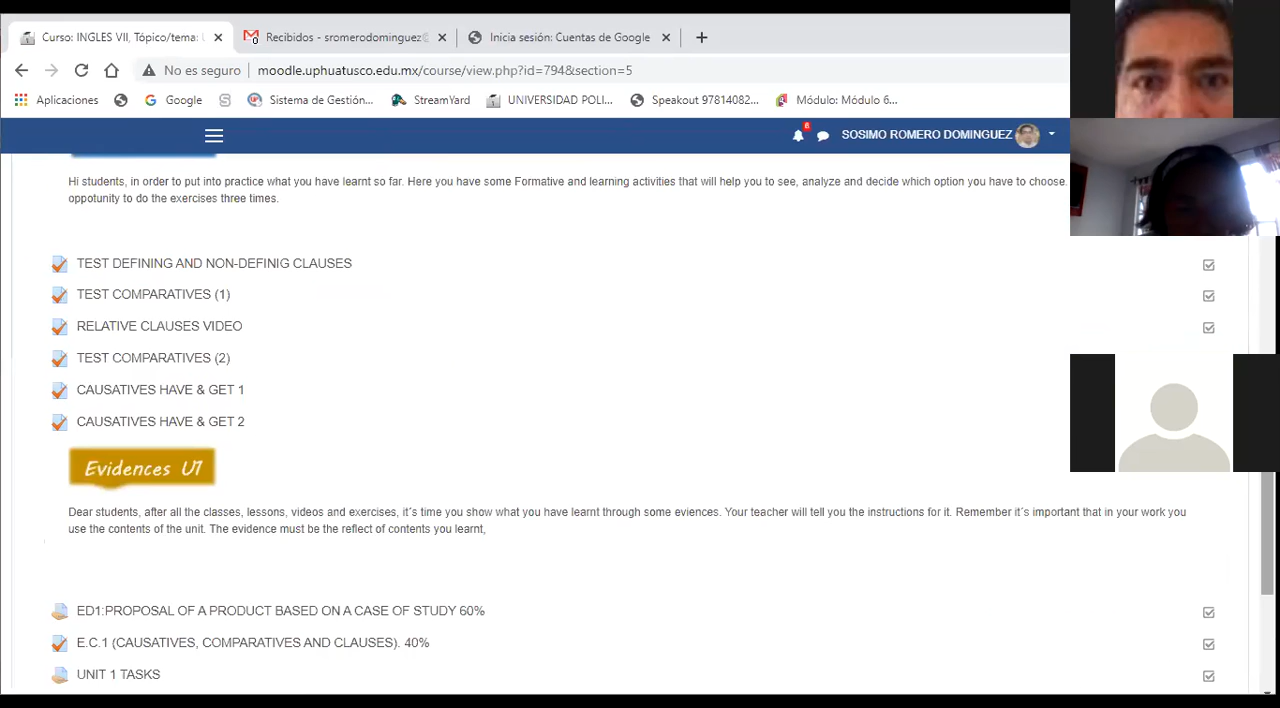 Curso: INGLES VII, Tópico/tema:
Recibidos - sromerodominguez@
Inicia sesión: Cuentas de Google
No es seguro
moodle.uphuatusco.edu.mx/course/view.php?id=794&section=5
Aplicaciones
Google
Sistema de Gestión...
StreamYard
UNIVERSIDAD POLI...
Speakout 97814082...
Módulo: Módulo 6...
8
SOSIMO ROMERO DOMINGUEZ
Hi students, in order to put into practice what you have learnt so far. Here you have some Formative and learning activities that will help you to see, analyze and decide which option you have to choose.
oppotunity to do the exercises three times.
TEST DEFINING AND NON-DEFINIG CLAUSES
TEST COMPARATIVES (1)
RELATIVE CLAUSES VIDEO
TEST COMPARATIVES (2)
CAUSATIVES HAVE & GET 1
CAUSATIVES HAVE & GET 2
Evidences U1
Dear students, after all the classes, lessons, videos and exercises, it´s time you show what you have learnt through some eviences. Your teacher will tell you the instructions for it. Remember it´s important that in your work you
use the contents of the unit. The evidence must be the reflect of contents you learnt,
ED1:PROPOSAL OF A PRODUCT BASED ON A CASE OF STUDY 60%
E.C.1 (CAUSATIVES, COMPARATIVES AND CLAUSES). 40%
UNIT 1 TASKS